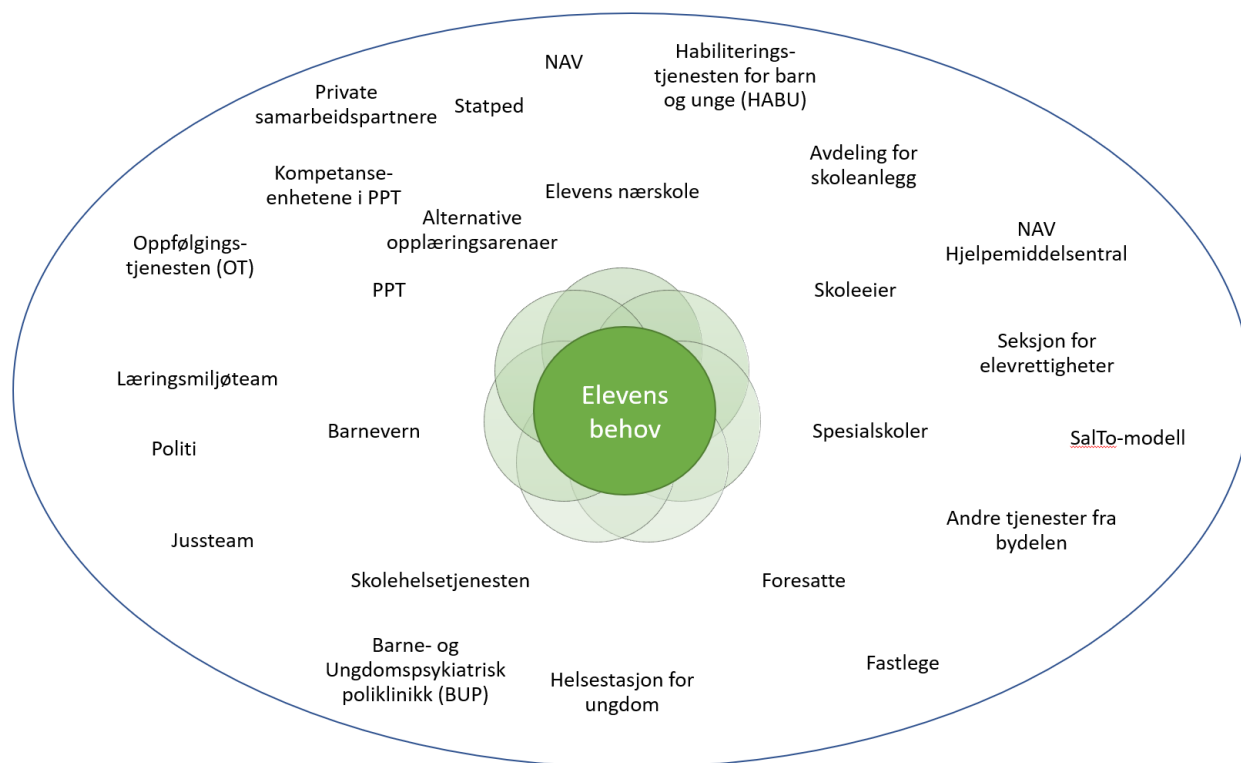 NAV
Habiliterings-
tjenesten for barn
og unge (HABU)
Private
samarbeidspartnere
Statped
Avdeling for
skoleanlegg
Kompetanse-
enhetene i PPT
Elevens nærskole
Alternative
opplæringsarenaer
Oppfølgings-
tjenesten (OT)
NAV
Hjelpemiddelsentral
PPT
Skoleeier
Seksjon for
elevrettigheter
Læringsmiljøteam
Elevens
behov
Politi
Barnevern
Spesialskoler
SalTo-modell
Jussteam
Andre tjenester fra
bydelen
Skolehelsetjenesten
Foresatte
Barne- og
Ungdomspsykiatrisk
poliklinikk (BUP)
Helsestasjon for
ungdom
Fastlege